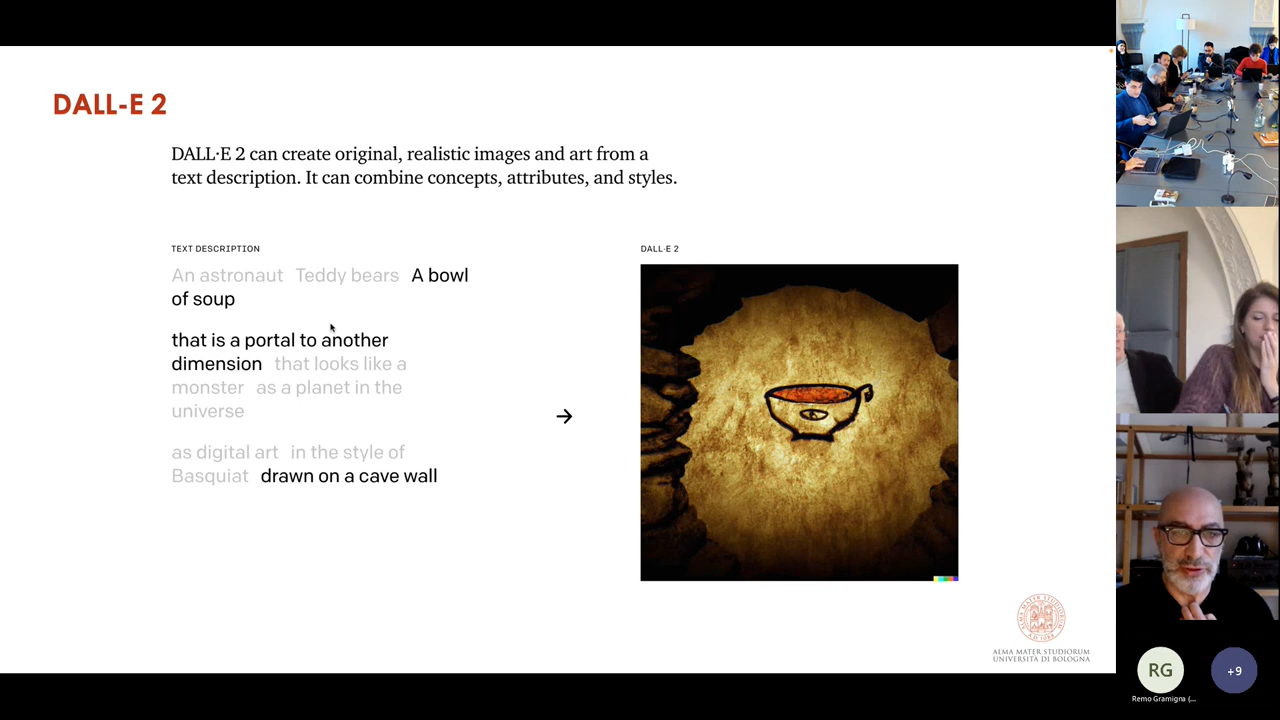 DALL-E 2
DALL·E 2 can create original, realistic images and art from a
text description. It can combine concepts, attributes, and styles.
TEXT DESCRIPTION
An astronaut Teddy bears A bowl
of soup
that is a portal to another
dimension that looks like a
monster as a planet in the
universe
as digital art in the style of
Basquiat drawn on a cave wall
DALL·E 2
ALMA MATER STUDIORUM
UNIVERSITÀ DI BOLOGNA
RG
+9
Remo Gramigna (...